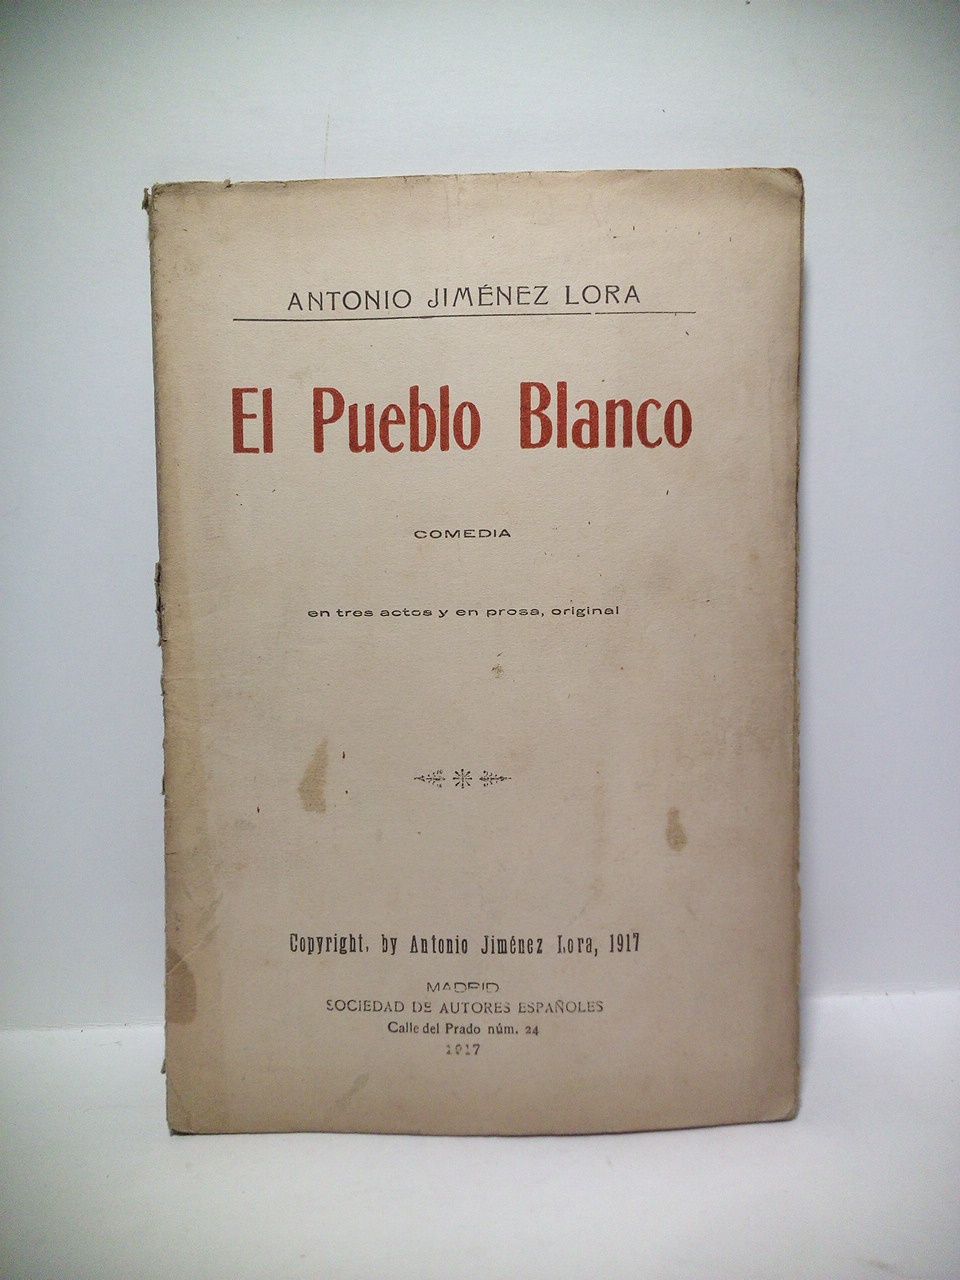 ANTONIO JIMÉNEZ LORA
El Pueblo Blanco
COMEDIA
en tres actos y en prosa, original
Copyright, by Antonio Jiménez Lora, 1917
MADRID
SOCIEDAD DE AUTORES ESPAÑOLES
Calle del Prado núm. 24
1917